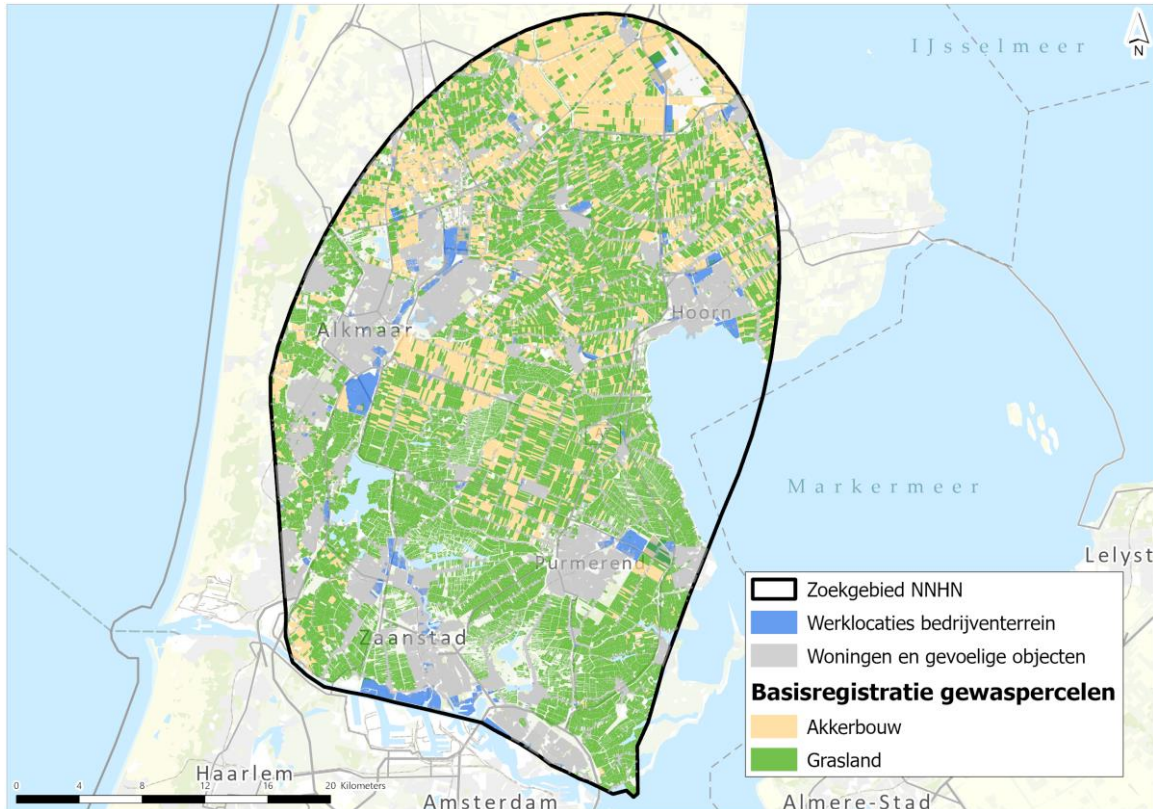 IJsselmeer
N
Alkmaar
Hoorn
Markermeer
Purmerend
Lelyst
Zaanstad
Haarlem
Amsterdam
Almere-Stad
0 4 8 12 16 20 Kilometers
Zoekgebied NNHN
Werklocaties bedrijventerrein
Woningen en gevoelige objecten
Basisregistratie gewaspercelen
Akkerbouw
Grasland